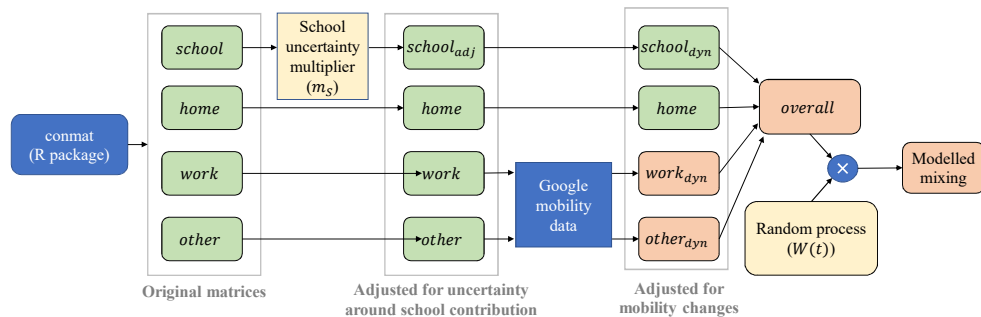 conmat
(R package)
school
home
work
other
Original matrices
School
uncertainty
multiplier
(m_S)
school_adj
home
work
other
Adjusted for uncertainty
around school contribution
Google
mobility
data
school_dyn
home
work_dyn
other_dyn
Adjusted for
mobility changes
overall
×
Random process
(W(t))
Modelled
mixing